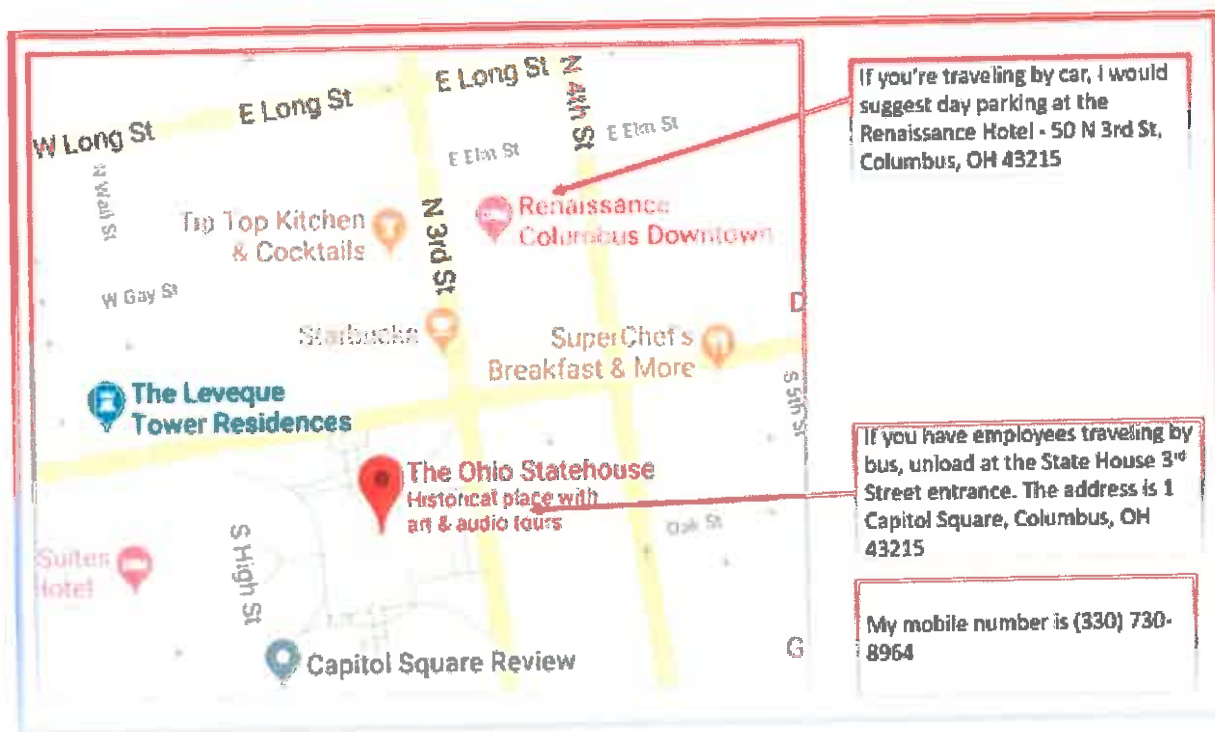 E Long St
N 4th St
E Long St
W Long St
E Elm St
E Elm St
N Wall St
Tip Top Kitchen
& Cocktails
N 3rd St
Renaissance
Columbus Downtown
W Gay St
Starbucks
SuperChef's
Breakfast & More
D
The Leveque
Tower Residences
S 5th St
The Ohio Statehouse
Historical place with
art & audio tours
Oak St
S High St
Suites
Hotel
Capitol Square Review
G
If you're traveling by car, I would
suggest day parking at the
Renaissance Hotel - 50 N 3rd St,
Columbus, OH 43215
If you have employees traveling by
bus, unload at the State House 3rd
Street entrance. The address is 1
Capitol Square, Columbus, OH
43215
My mobile number is (330) 730-
8964